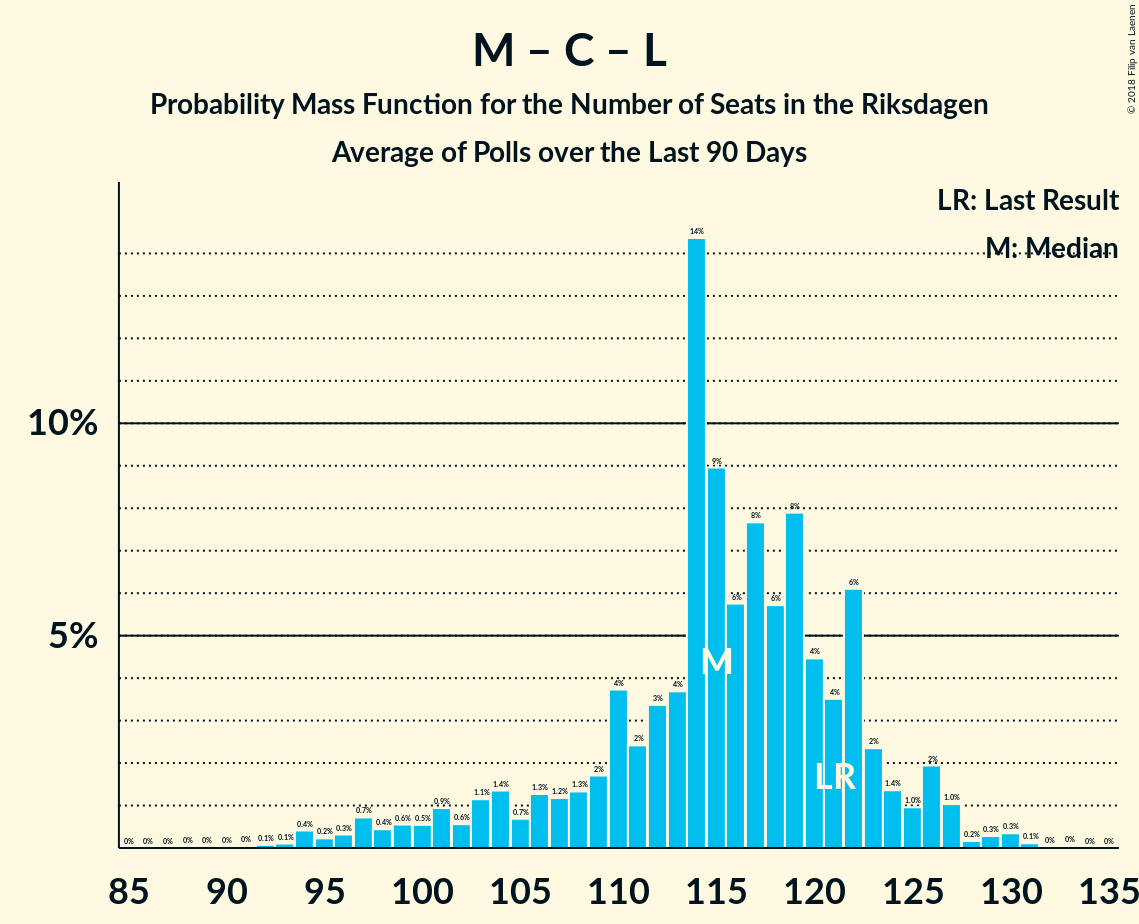 M – C – L
Probability Mass Function for the Number of Seats in the Riksdagen
Average of Polls over the Last 90 Days
© 2018 Filip van Laenen
LR: Last Result
M: Median
10%
5%
0% 0% 0% 0% 0% 0% 0% 0.1% 0.1% 0.4% 0.2% 0.3% 0.7% 0.4% 0.6% 0.5% 0.9% 0.6% 1.1% 1.4% 0.7% 1.3% 1.2% 1.3% 2% 4% 2% 3% 4% 14% 9% 6% 8% 6% 8% 4% 4% 6% 2% 1.4% 1.0% 2% 1.0% 0.2% 0.3% 0.3% 0.1% 0% 0% 0% 0%
M
LR
85 90 95 100 105 110 115 120 125 130 135